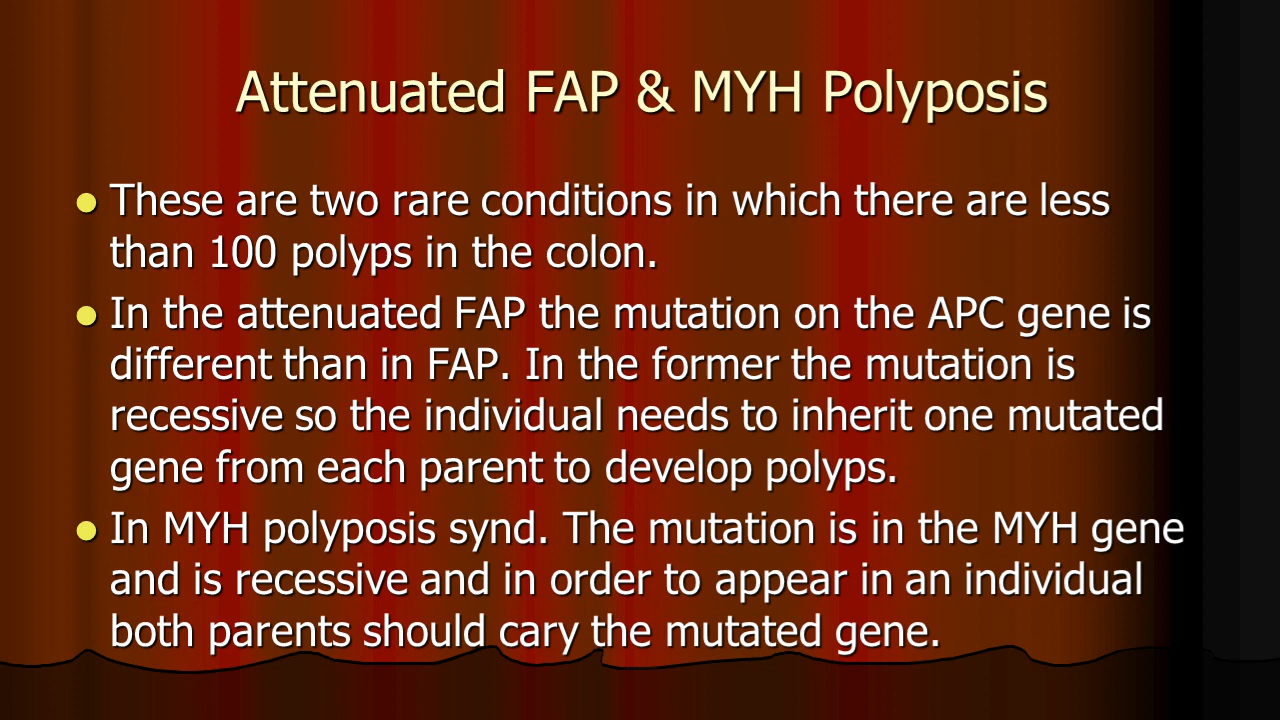 Attenuated FAP & MYH Polyposis
These are two rare conditions in which there are less
than 100 polyps in the colon.
In the attenuated FAP the mutation on the APC gene is
different than in FAP. In the former the mutation is
recessive so the individual needs to inherit one mutated
gene from each parent to develop polyps.
In MYH polyposis synd. The mutation is in the MYH gene
and is recessive and in order to appear in an individual
both parents should cary the mutated gene.